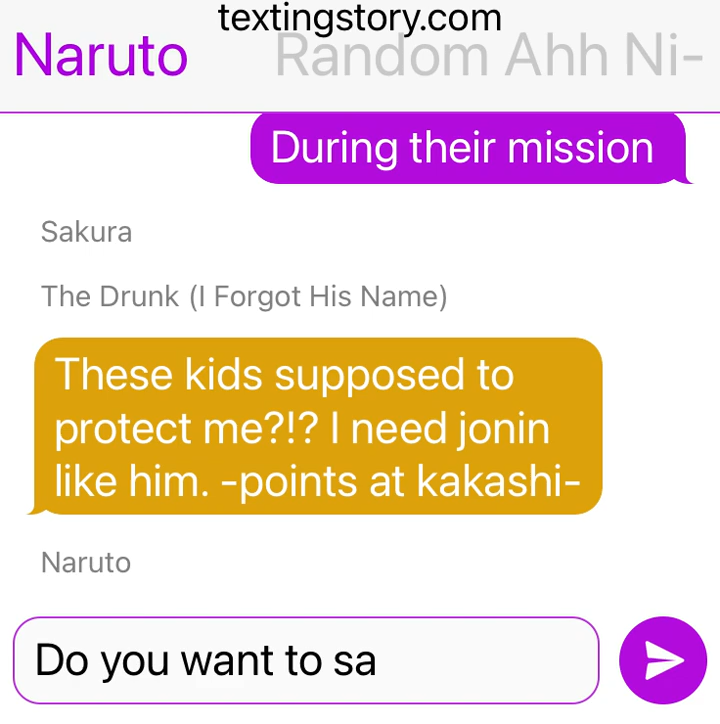 textingstory.com
Naruto Random Ahh Ni-
During their mission
Sakura
The Drunk (I Forgot His Name)
These kids supposed to
protect me?!? I need jonin
like him. -points at kakashi-
Naruto
Do you want to sa